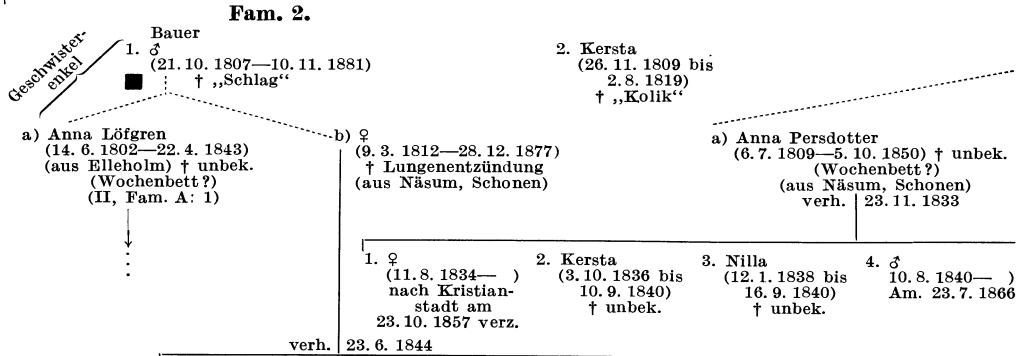 Fam. 2.
Geschwister-
enkel
Bauer
1. ♂
(21. 10. 1807—10. 11. 1881)
† „Schlag“
2. Kersta
(26. 11. 1809 bis
2. 8. 1819)
† „Kolik“
a) Anna Löfgren
(14. 6. 1802—22. 4. 1843)
(aus Elleholm) † unbek.
(Wochenbett?)
(II, Fam. A: 1)
b) ♀
(9. 3. 1812—28. 12. 1877)
† Lungenentzündung
(aus Näsum, Schonen)
a) Anna Persdotter
(6. 7. 1809—5. 10. 1850) † unbek.
(Wochenbett?)
(aus Näsum, Schonen)
verh. 23. 11. 1833
1. ♀
(11. 8. 1834— )
nach Kristian-
stadt am
23. 10. 1857 verz.
2. Kersta
(3. 10. 1836 bis
10. 9. 1840)
† unbek.
3. Nilla
(12. 1. 1838 bis
16. 9. 1840)
† unbek.
4. ♂
10. 8. 1840— )
Am. 23. 7. 1866
verh. 23. 6. 1844